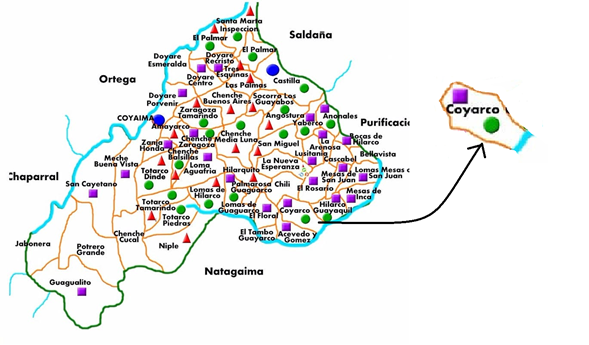 Santa Marta
Inspeccion
Saldaña
El Palmar
El Palmar
Doyare
Esmeralda
Doyare
Recristo
Tres
Esquinas
Doyare
Centro
Ortega
Las Palmas
Castilla
Doyare
Porvenir
Chenche
Buenos Aires
Socorro Los
Guayabos
Zaragoza
Tamarindo
Angostura
Ananales
COYAIMA
Amayarco
Chenche
Media Luna
Yaberco
Purificacio
Zanja
Honda
Chenche
Zaragoza
San Miguel
La
Arenosa
Bocas de
Hilarco
Chenche
Balsillas
Lusitania
Bellavista
Meche
Buena Vista
Loma
Aguafria
La Nueva
Esperanza
Cascabel
Chaparral
Totarco
Dinde
Hilarquito
Mesas de
San Juan
Lomas Mesas d
San Juan
San Cayetano
Lomas de
Hilarco
Palmarosa
Guaguarco
Chili
El Rosario
Mesas de
Inca
Totarco
Tamarindo
Totarco
Piedras
Lomas de
Guaguarco
El Floral
Coyarco
Hilarco
Guayaquil
Jabonera
Potrero
Grande
Chenche
Cucal
Niple
El Tambo
Guayarco
Acevedo y
Gomez
Guagualito
Natagaima
Coyarco